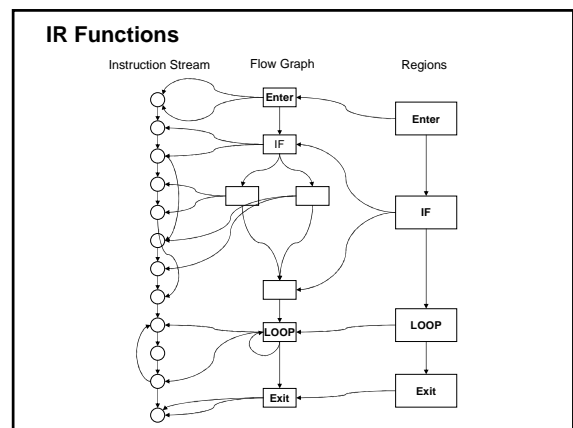 IR Functions
Instruction Stream Flow Graph Regions
Enter
Enter
IF
IF
LOOP
LOOP
Exit
Exit